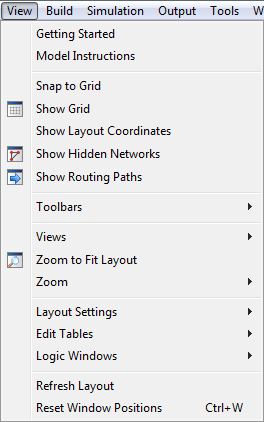 View Build Simulation Output Tools W
Getting Started
Model Instructions
Snap to Grid
Show Grid
Show Layout Coordinates
Show Hidden Networks
Show Routing Paths
Toolbars
Views
Zoom to Fit Layout
Zoom
Layout Settings
Edit Tables
Logic Windows
Refresh Layout
Reset Window Positions Ctrl+W